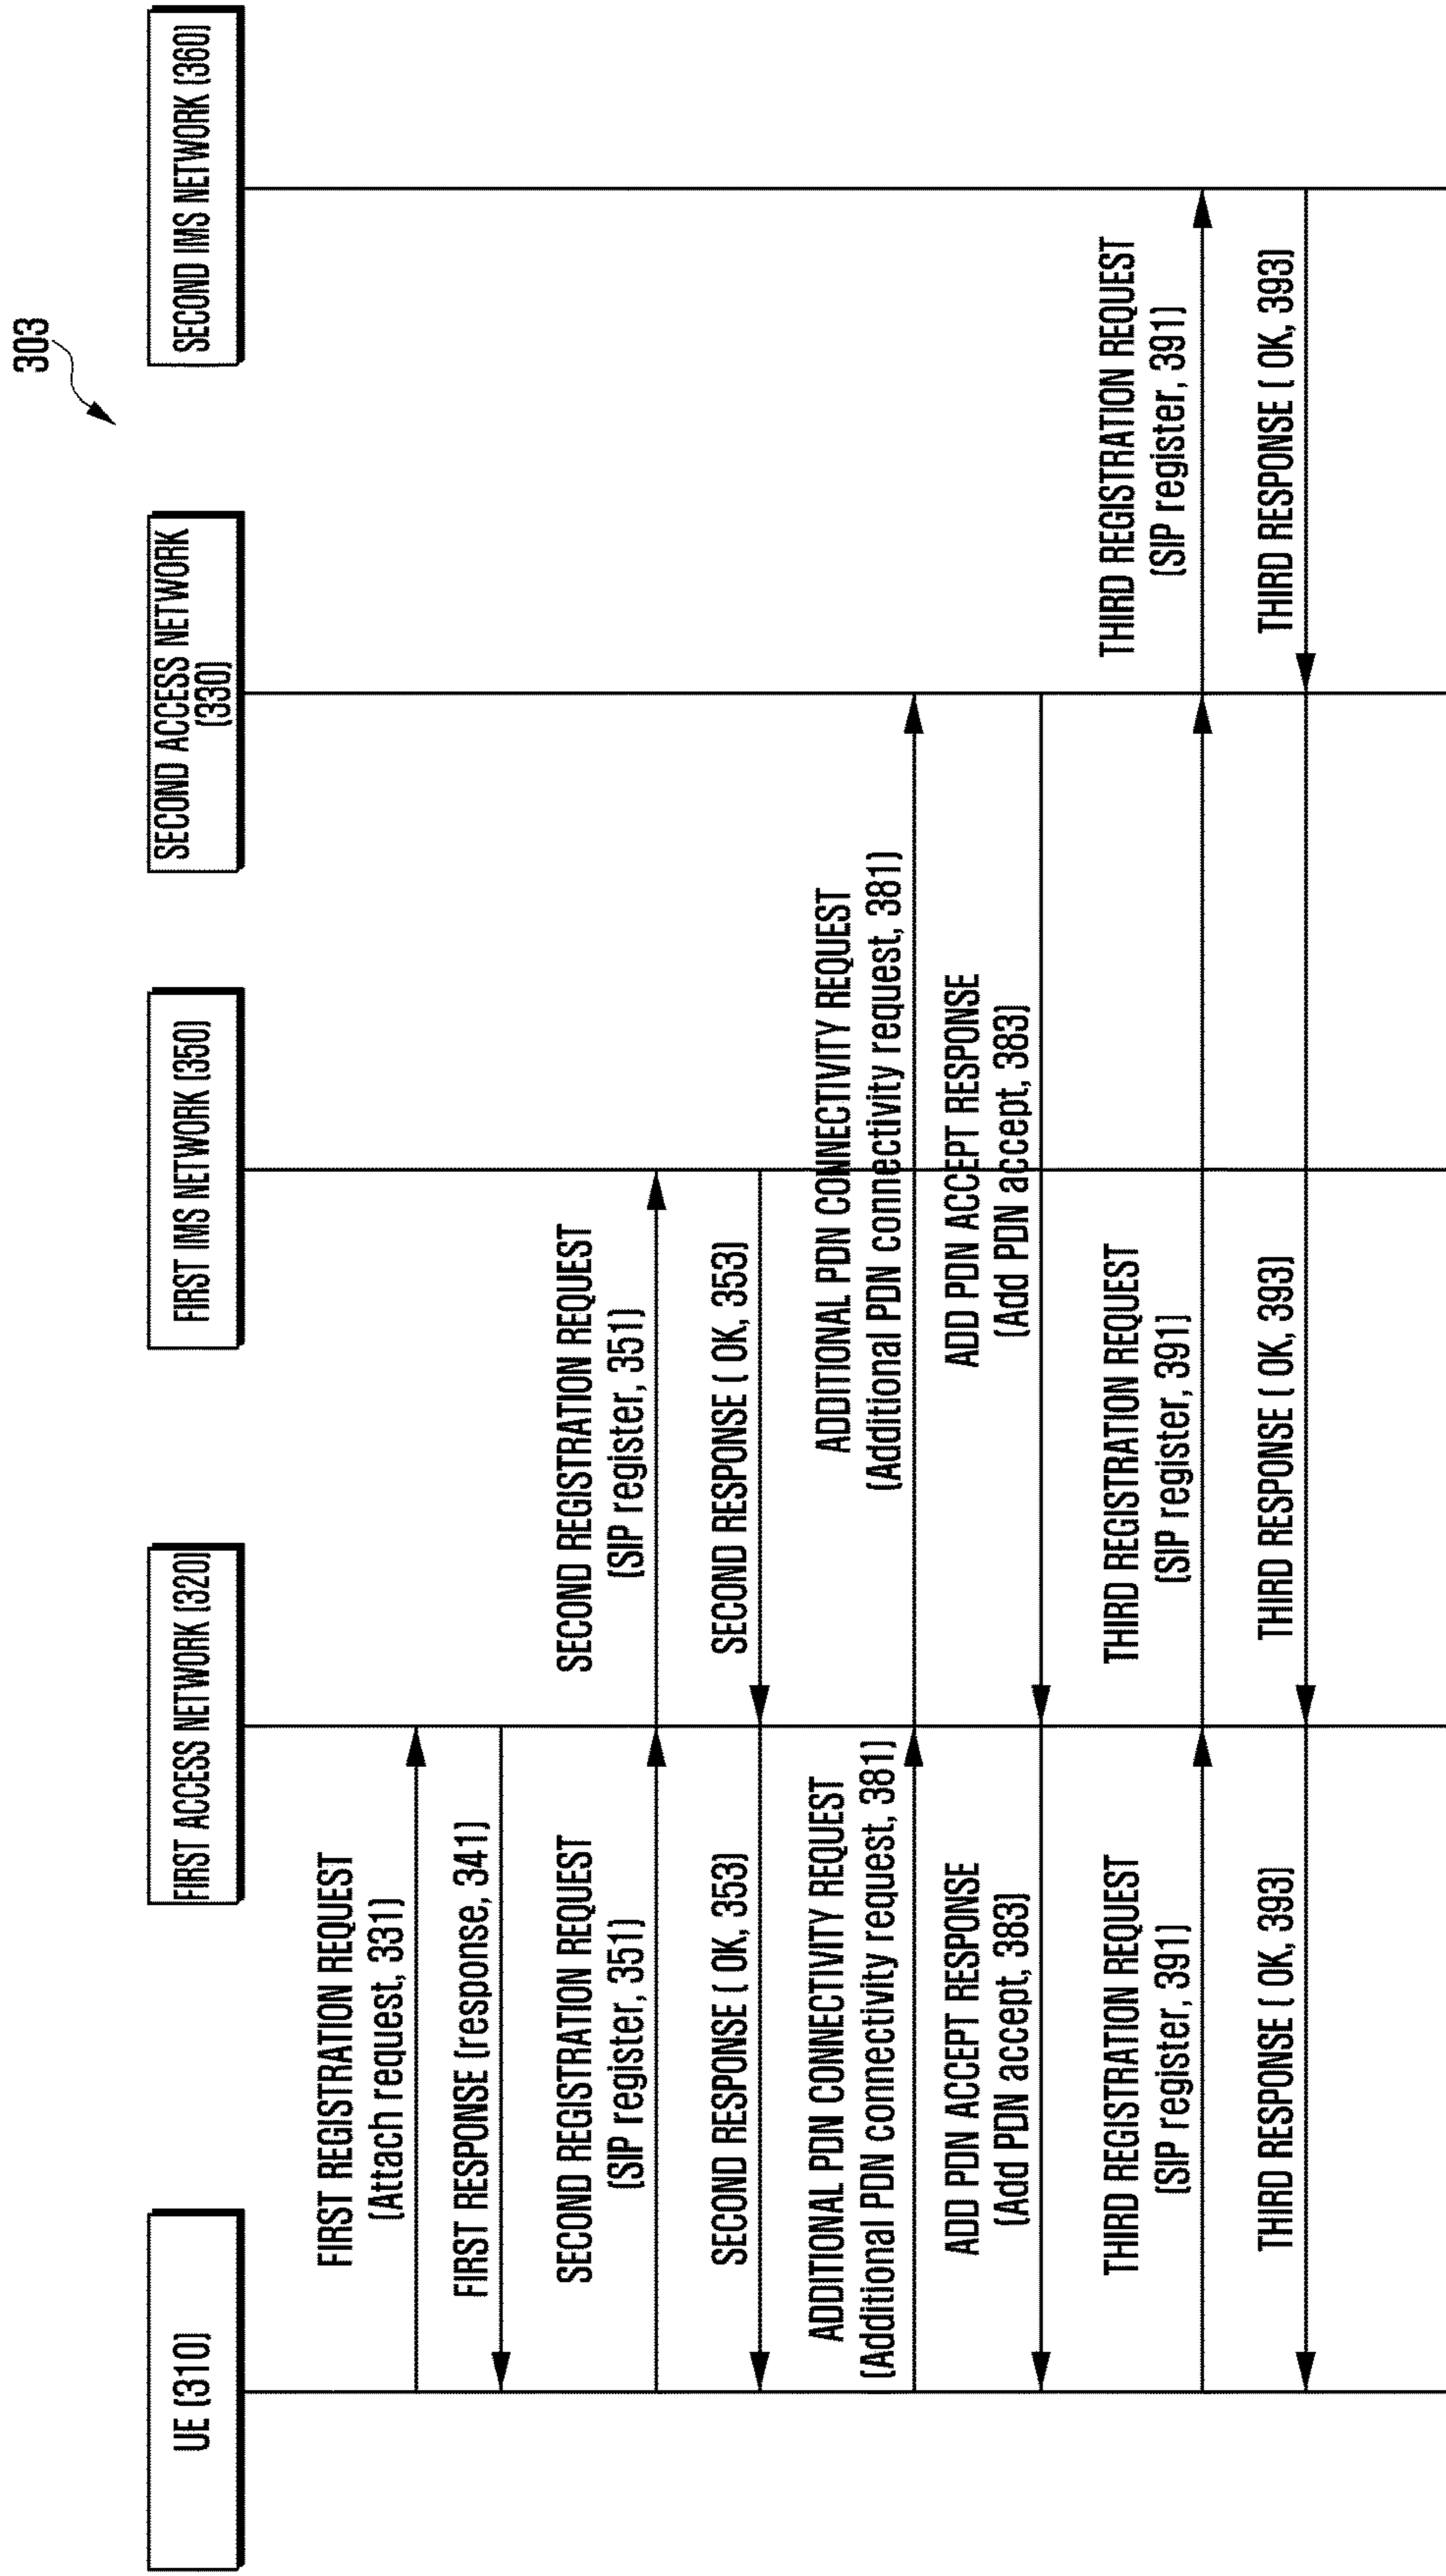 303
UE (310)
FIRST ACCESS NETWORK (320)
FIRST IMS NETWORK (350)
SECOND ACCESS NETWORK
(330)
SECOND IMS NETWORK (360)
FIRST REGISTRATION REQUEST
(Attach request, 331)
FIRST RESPONSE (response, 341)
SECOND REGISTRATION REQUEST
(SIP register, 351)
SECOND REGISTRATION REQUEST
(SIP register, 351)
SECOND RESPONSE ( OK, 353)
SECOND RESPONSE ( OK, 353)
ADDITIONAL PDN CONNECTIVITY REQUEST
(Additional PDN connectivity request, 381)
ADDITIONAL PDN CONNECTIVITY REQUEST
(Additional PDN connectivity request, 381)
ADD PDN ACCEPT RESPONSE
(Add PDN accept, 383)
ADD PDN ACCEPT RESPONSE
(Add PDN accept, 383)
THIRD REGISTRATION REQUEST
(SIP register, 391)
THIRD REGISTRATION REQUEST
(SIP register, 391)
THIRD REGISTRATION REQUEST
(SIP register, 391)
THIRD RESPONSE ( OK, 393)
THIRD RESPONSE ( OK, 393)
THIRD RESPONSE ( OK, 393)